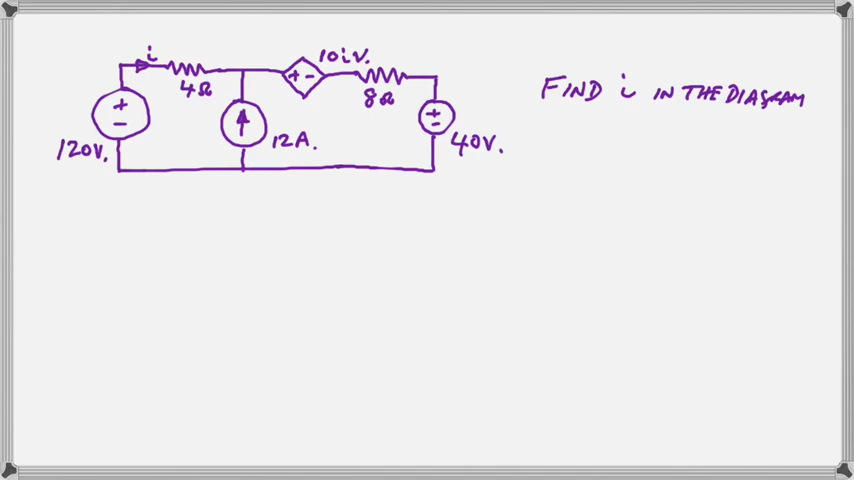 i
10iV.
4Ω
+ -
8Ω
FIND i IN THE DIAGRAM
+
-
120V.
12A.
+
-
40V.